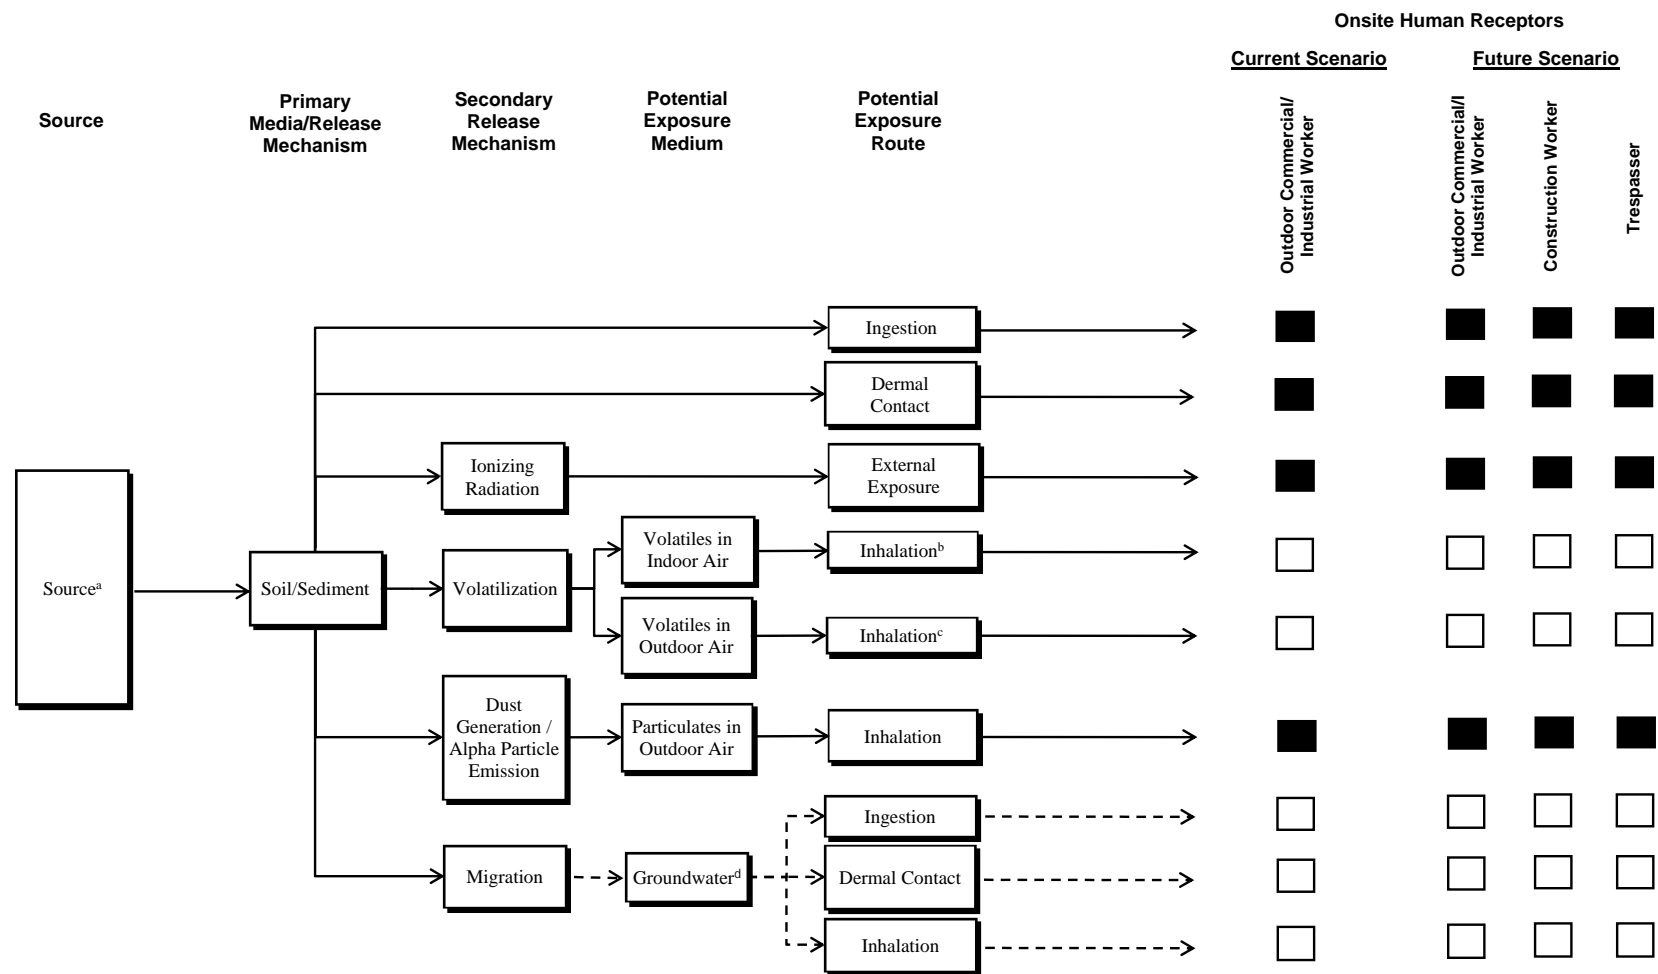 Onsite Human Receptors
Current Scenario
Future Scenario
Source
Primary
Media/Release
Mechanism
Secondary
Release
Mechanism
Potential
Exposure
Medium
Potential
Exposure
Route
Outdoor Commercial/
Industrial Worker
Outdoor Commercial/I
Industrial Worker
Construction Worker
Trespasser
Ingestion
Dermal
Contact
Ionizing
Radiation
External
Exposure
Volatiles in
Indoor Air
Inhalationb
Sourcea
Soil/Sediment
Volatilization
Volatiles in
Outdoor Air
Inhalationc
Dust
Generation /
Alpha Particle
Emission
Particulates in
Outdoor Air
Inhalation
Ingestion
Migration
Groundwaterd
Dermal Contact
Inhalation